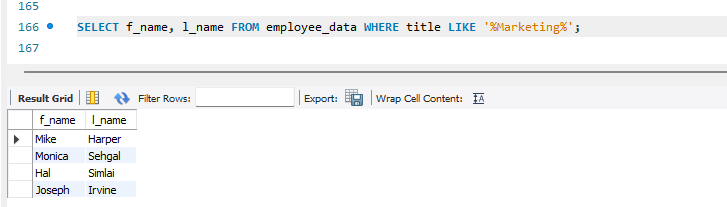 165
166 SELECT f_name, l_name FROM employee_data WHERE title LIKE '%Marketing%';
167
Result Grid Filter Rows: Export: Wrap Cell Content:
f_name l_name
Mike Harper
Monica Sehgal
Hal Simlai
Joseph Irvine